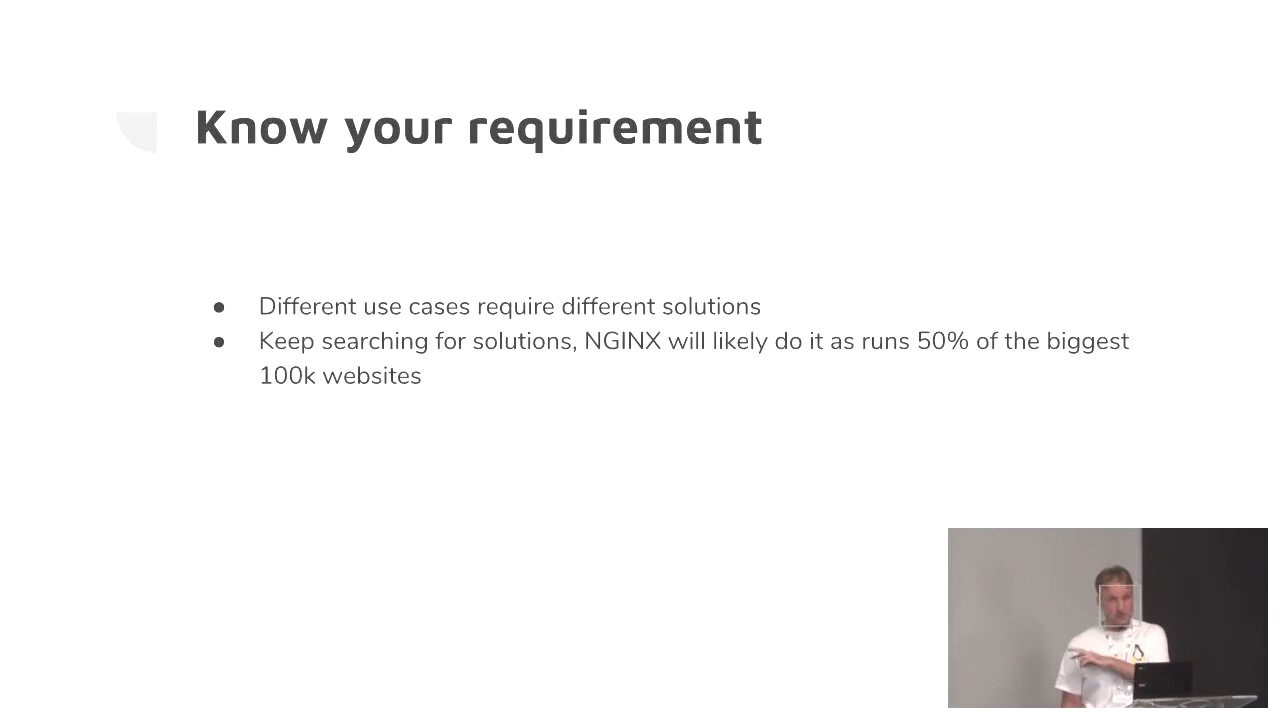 Know your requirement
● Different use cases require different solutions
● Keep searching for solutions, NGINX will likely do it as runs 50% of the biggest
100k websites